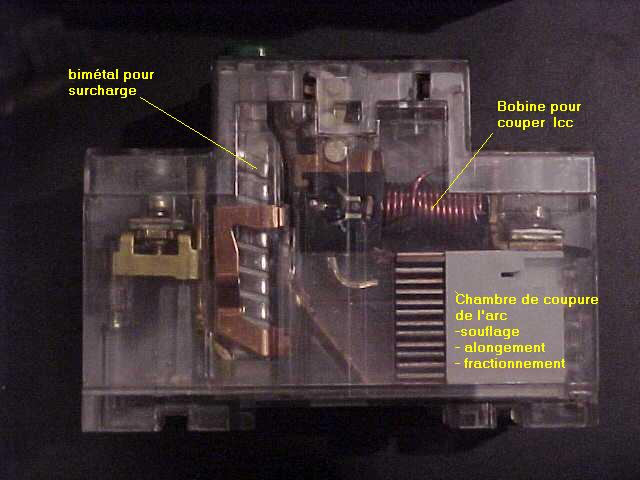 bimétal pour
surcharge
Bobine pour
couper Icc
Chambre de coupure
de l'arc
-souflage
- alongement
- fractionnement